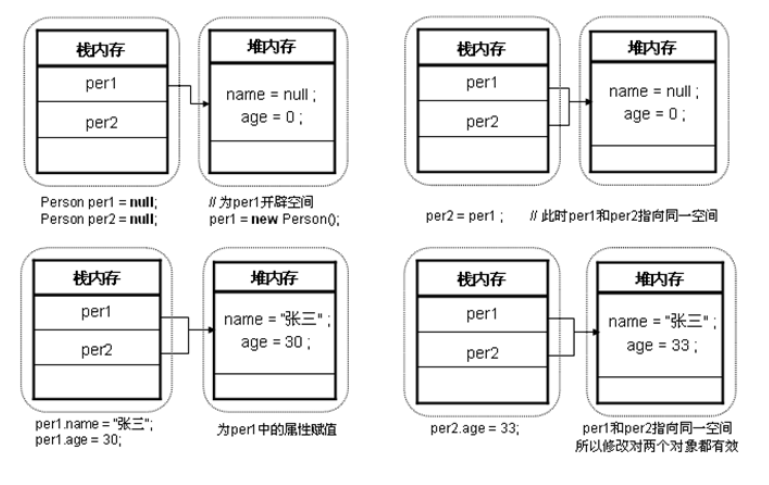 栈内存
per1
per2
堆内存
name = null ;
age = 0 ;
Person per1 = null;
Person per2 = null;
// 为per1开辟空间
per1 = new Person();
栈内存
per1
per2
堆内存
name = null ;
age = 0 ;
per2 = per1 ;
// 此时per1和per2指向同一空间
栈内存
per1
per2
堆内存
name = "张三" ;
age = 30 ;
per1.name = "张三";
per1.age = 30;
为per1中的属性赋值
栈内存
per1
per2
堆内存
name = "张三" ;
age = 33 ;
per2.age = 33;
per1和per2指向同一空间
所以修改对两个对象都有效